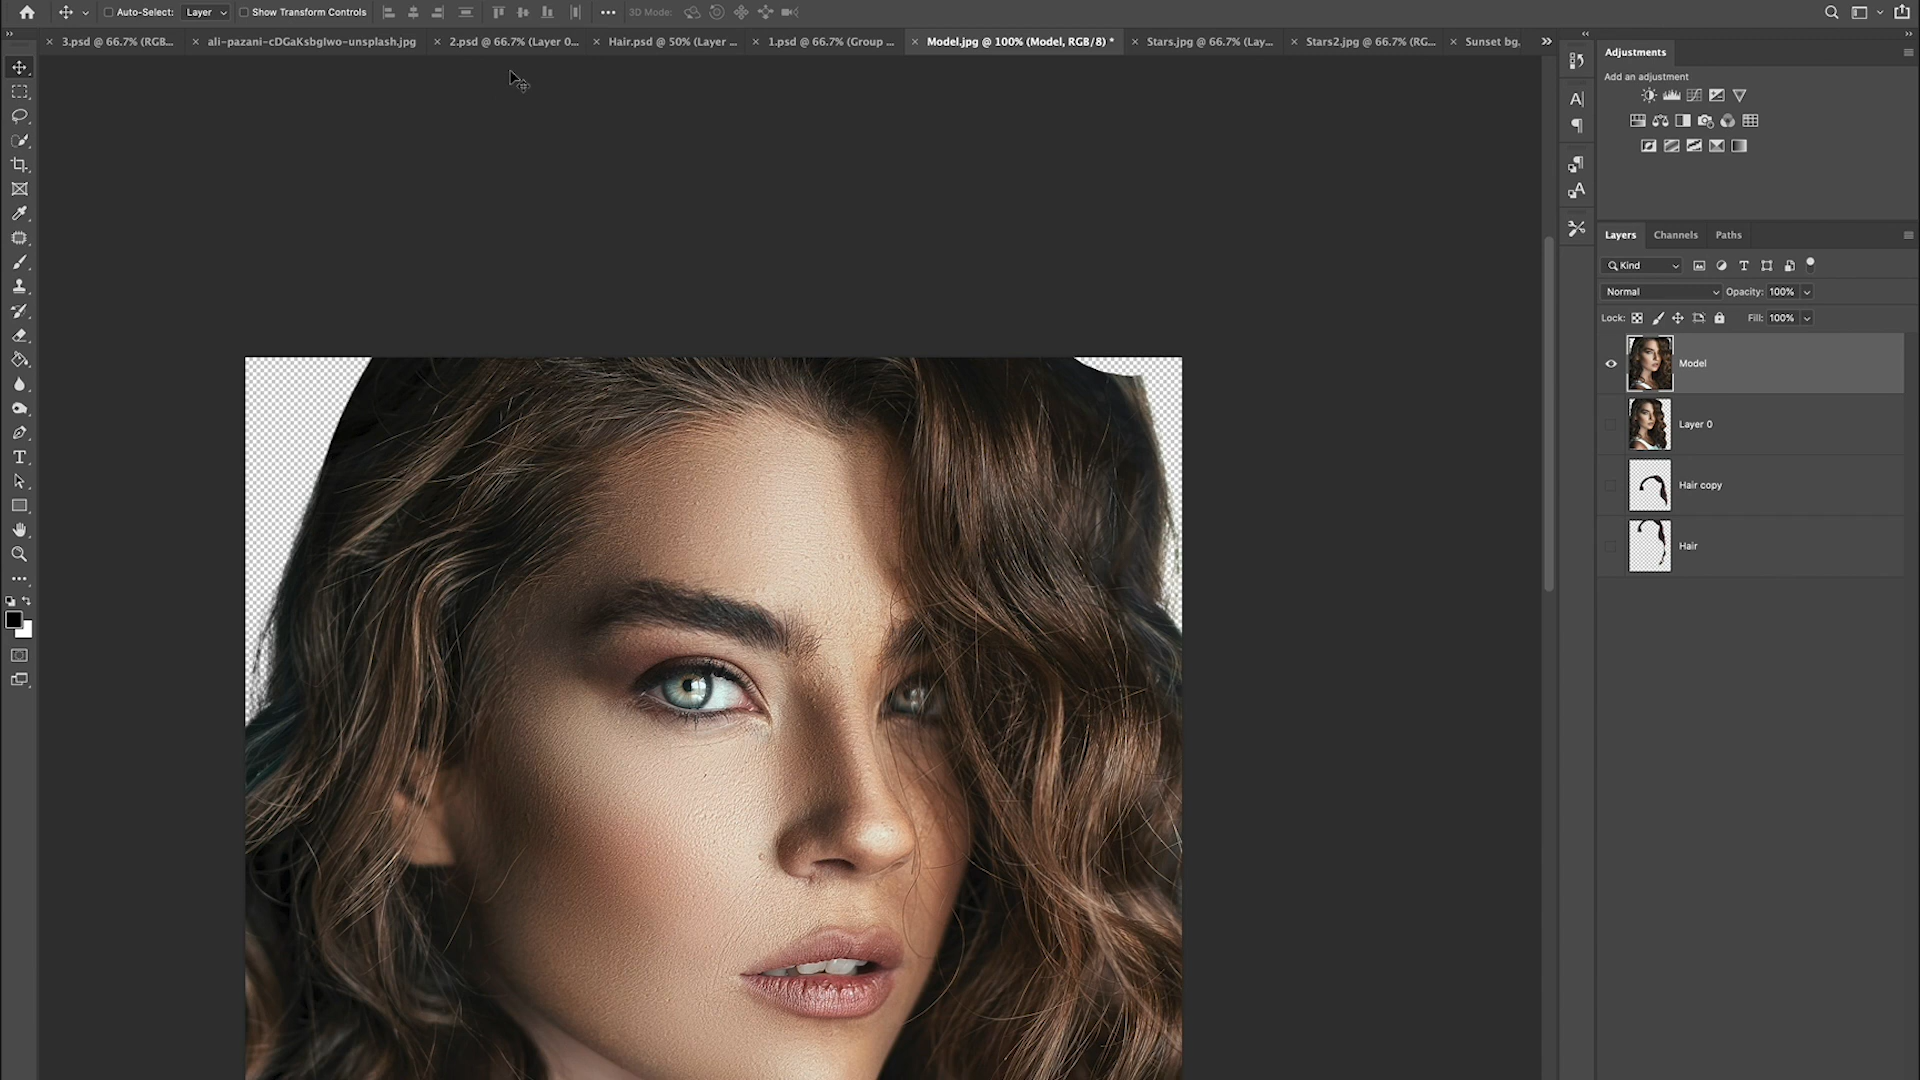 Auto-Select: Layer Show Transform Controls 3D Mode:
3.psd @ 66.7% (RGB... ali-pazani-cDGaKsbgIwo-unsplash.jpg 2.psd @ 66.7% (Layer 0... Hair.psd @ 50% (Layer ... 1.psd @ 66.7% (Group ... Model.jpg @ 100% (Model, RGB/8) * Stars.jpg @ 66.7% (Lay... Stars2.jpg @ 66.7% (RG... Sunset bg.
Adjustments
Add an adjustment
Layers Channels Paths
Kind
Normal Opacity: 100%
Lock: Fill: 100%
Model
Layer 0
Hair copy
Hair